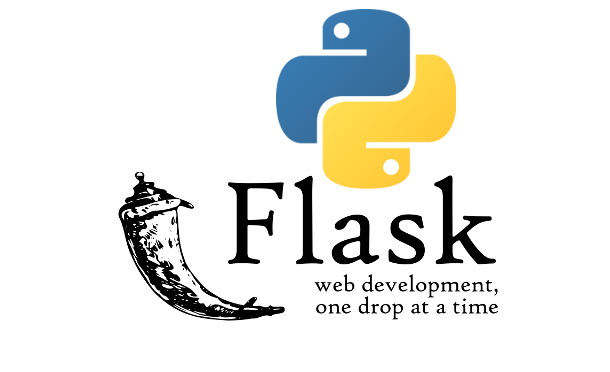 Flask
web development,
one drop at a time